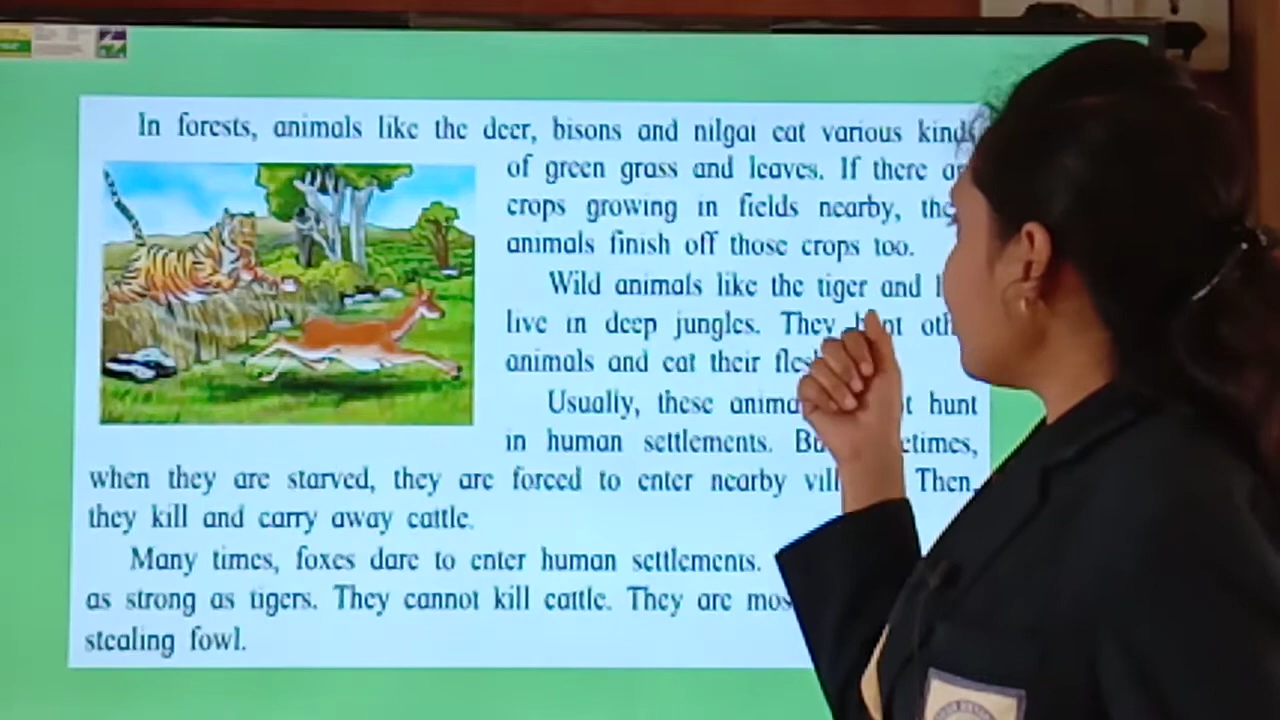 In forests, animals like the deer, bisons and nilgai eat various kinds
of green grass and leaves. If there
crops growing in fields nearby,
animals finish off those crops too.
Wild animals like the tiger and
live in deep jungles. They
animals and eat their
Usually, these hunt
in human settlements.
when they are starved, they are forced to enter nearby Then,
they kill and carry away cattle.
Many times, foxes dare to enter human settlements.
as strong as tigers. They cannot kill cattle. They are
stealing fowl.